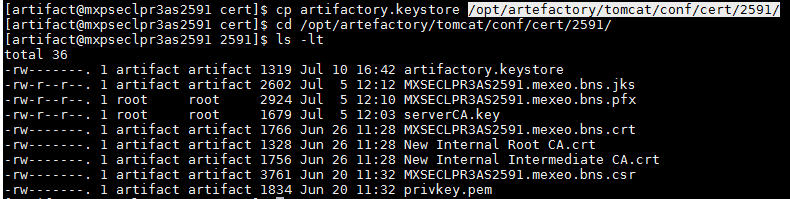 [artifact@mxpseclpr3as2591 cert]$ cp artifactory.keystore /opt/artefactory/tomcat/conf/cert/2591/
[artifact@mxpseclpr3as2591 cert]$ cd /opt/artefactory/tomcat/conf/cert/2591/
[artifact@mxpseclpr3as2591 2591]$ ls -lt
total 36
-rw-------. 1 artifact artifact 1319 Jul 10 16:42 artifactory.keystore
-rw-r--r--. 1 artifact artifact 2602 Jul  5 12:12 MXSECLPR3AS2591.mexeo.bns.jks
-rw-r--r--. 1 root     root     2924 Jul  5 12:10 MXSECLPR3AS2591.mexeo.bns.pfx
-rw-r--r--. 1 root     root     1679 Jul  5 12:03 serverCA.key
-rw-------. 1 artifact artifact 1766 Jun 26 11:28 MXSECLPR3AS2591.mexeo.bns.crt
-rw-------. 1 artifact artifact 1328 Jun 26 11:28 New Internal Root CA.crt
-rw-------. 1 artifact artifact 1756 Jun 26 11:28 New Internal Intermediate CA.crt
-rw-------. 1 artifact artifact 3761 Jun 20 11:32 MXSECLPR3AS2591.mexeo.bns.csr
-rw-------. 1 artifact artifact 1834 Jun 20 11:32 privkey.pem